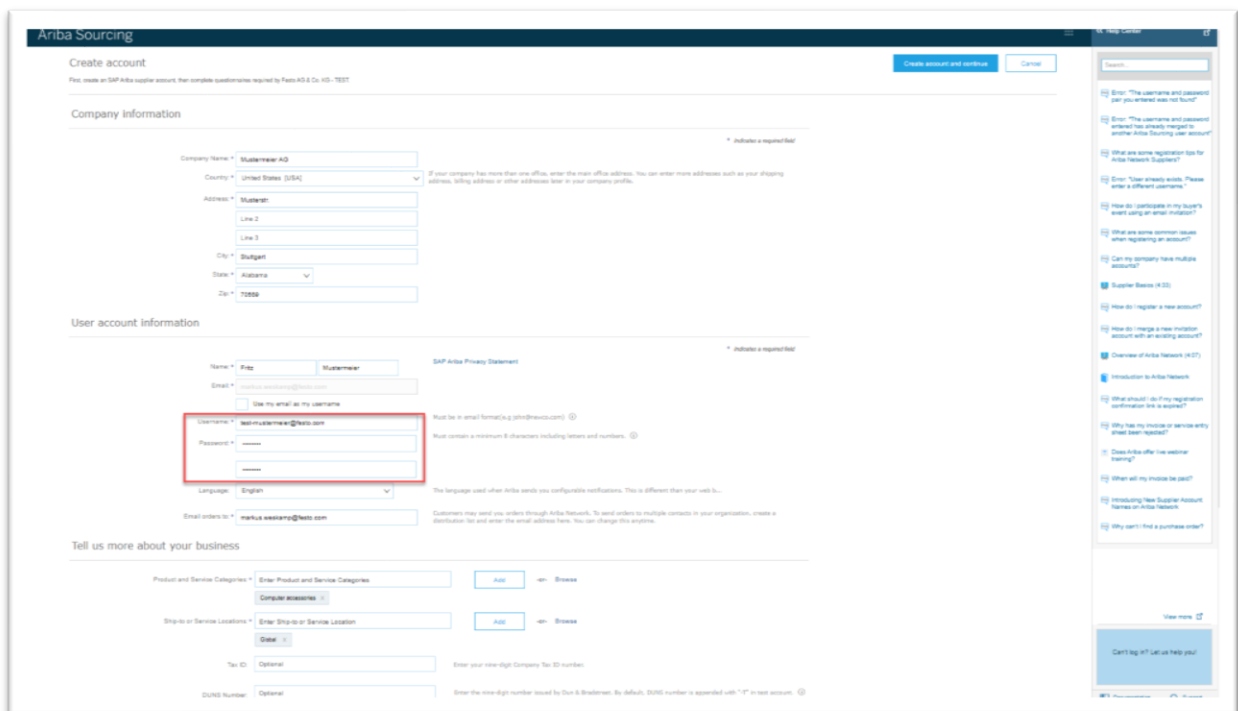 Ariba Sourcing
Create account
Create account and continue
Cancel
First, create an SAP Ariba supplier account, then complete questionnaires required by Festo AG & Co. KG - TEST.
Company information
* Indicates a required field
Company Name: * Mustermeier AG
Country: * United States [USA]
If your company has more than one office, enter the main office address. You can enter more addresses such as your shipping
address, billing address or other addresses later in your company profile.
Address: * Musterstr.
Line 2
Line 3
City: * Stuttgart
State: * Alabama
Zip: *
User account information
* Indicates a required field
Name: * Fritz Mustermeier
SAP Ariba Privacy Statement
Email: * markus.weskamp@festo.com
Use my email as my username
Username: * test-mustermeier@festo.com
Must be in email format(e.g john@newco.com)
Password: * ••••••••
Must contain a minimum 8 characters including letters and numbers.
••••••••
Language: English
The language used when Ariba sends you configurable notifications. This is different than your web b...
Email orders to: * markus.weskamp@festo.com
Customers may send you orders through Ariba Network. To send orders to multiple contacts in your organization, create a
distribution list and enter the email address here. You can change this anytime.
Tell us more about your business
Product and Service Categories: * Enter Product and Service Categories Add -or- Browse
Computer accessories x
Ship-to or Service Locations: * Enter Ship-to or Service Location Add -or- Browse
Global x
Tax ID: Optional
Enter your nine-digit Company Tax ID number.
DUNS Number: Optional
Enter the nine-digit number issued by Dun & Bradstreet. By default, DUNS number is appended with "-T" in test account.
Help Center
Search...
Error: "The username and password
pair you entered was not found"
Error: "The username and password
entered has already merged to
another Ariba Sourcing user account"
What are some registration tips for
Ariba Network Suppliers?
Error: "User already exists. Please
enter a different username."
How do I participate in my buyer's
event using an email invitation?
What are some common issues
when registering an account?
Can my company have multiple
accounts?
Supplier Basics (4:33)
How do I register a new account?
How do I merge a new invitation
account with an existing account?
Overview of Ariba Network (4:07)
Introduction to Ariba Network
What should I do if my registration
confirmation link is expired?
Why has my invoice or service entry
sheet been rejected?
Does Ariba offer live webinar
training?
When will my invoice be paid?
Introducing New Supplier Account
Names on Ariba Network
Why can't I find a purchase order?
View more
Can't log in? Let us help you!
Documentation
Support